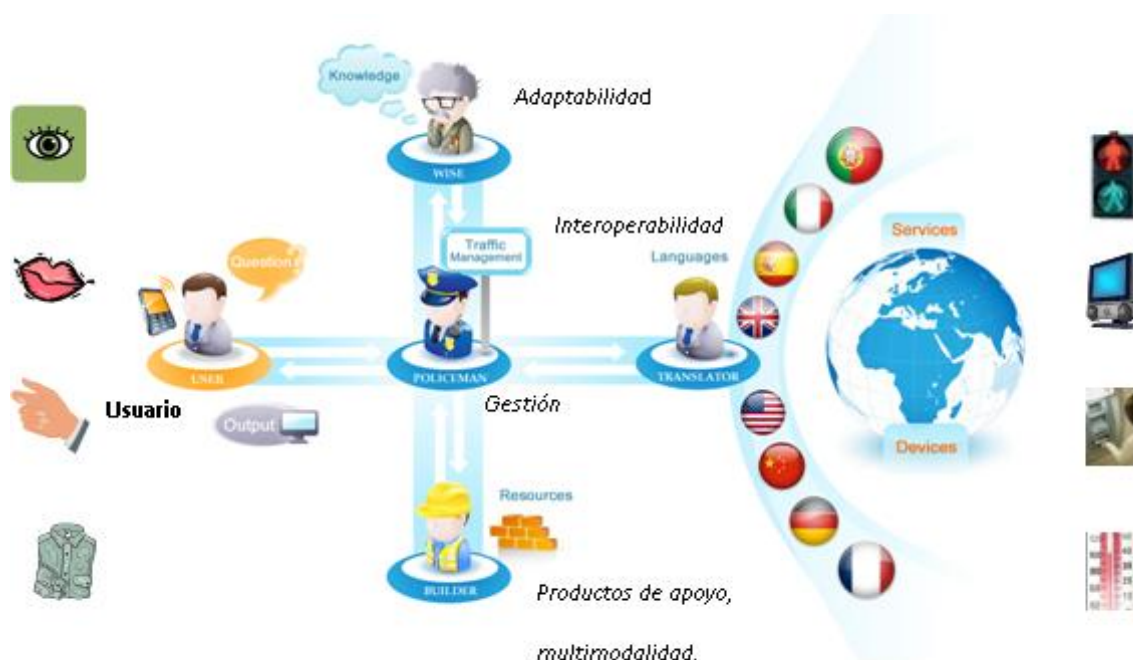 Knowledge
Adaptabilidad
WISE
Interoperabilidad
Traffic
Management
Services
Question?
Languages
USER
POLICEMAN
TRANSLATOR
Usuario
Gestión
Output
Devices
Resources
BUILDER
Productos de apoyo,
multimodalidad.